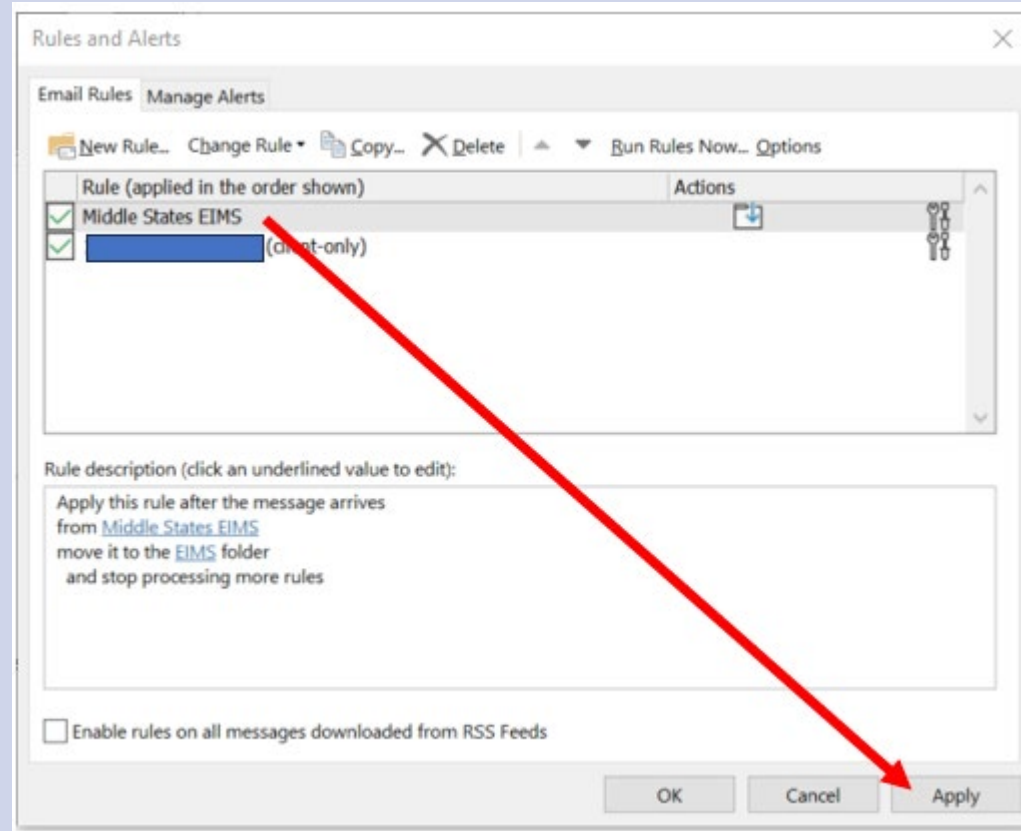 Rules and Alerts
Email Rules Manage Alerts
New Rule... Change Rule Copy... Delete Run Rules Now... Options
Rule (applied in the order shown) Actions
Middle States EIMS
(client-only)
Rule description (click an underlined value to edit):
Apply this rule after the message arrives
from Middle States EIMS
move it to the EIMS folder
and stop processing more rules
Enable rules on all messages downloaded from RSS Feeds
OK Cancel Apply